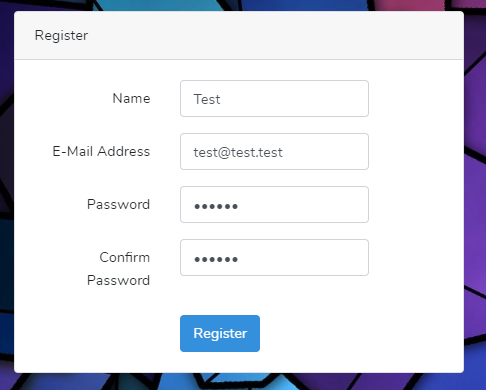 Register
Name
Test
E-Mail Address
test@test.test
Password
••••••
Confirm
Password
••••••
Register